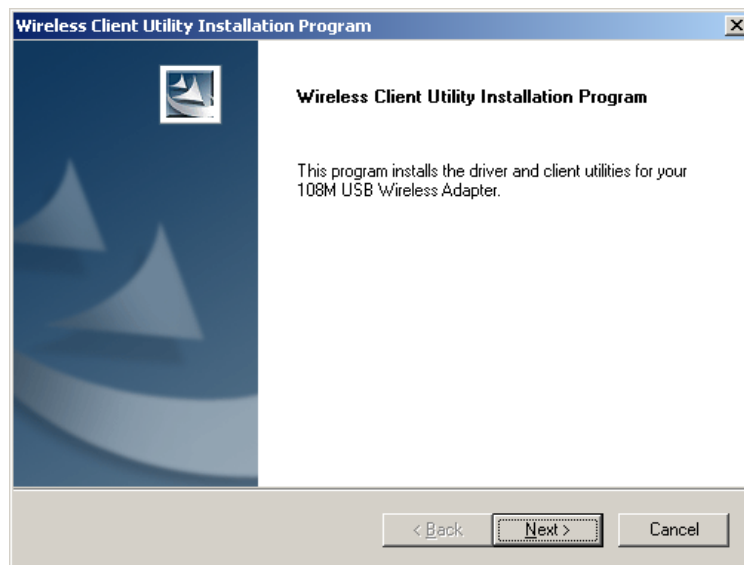 Wireless Client Utility Installation Program
Wireless Client Utility Installation Program
This program installs the driver and client utilities for your
108M USB Wireless Adapter.
< Back Next > Cancel